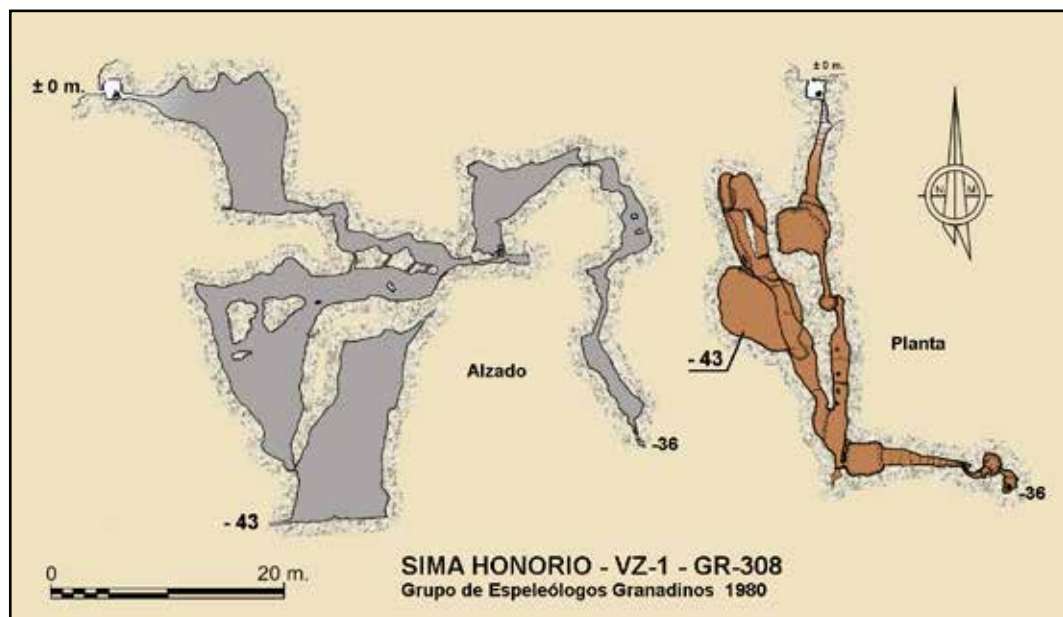 ± 0 m.
± 0 m.
N M
Alzado
Planta
- 43
-36
-36
- 43
0 20 m.
SIMA HONORIO - VZ-1 - GR-308
Grupo de Espeleólogos Granadinos 1980